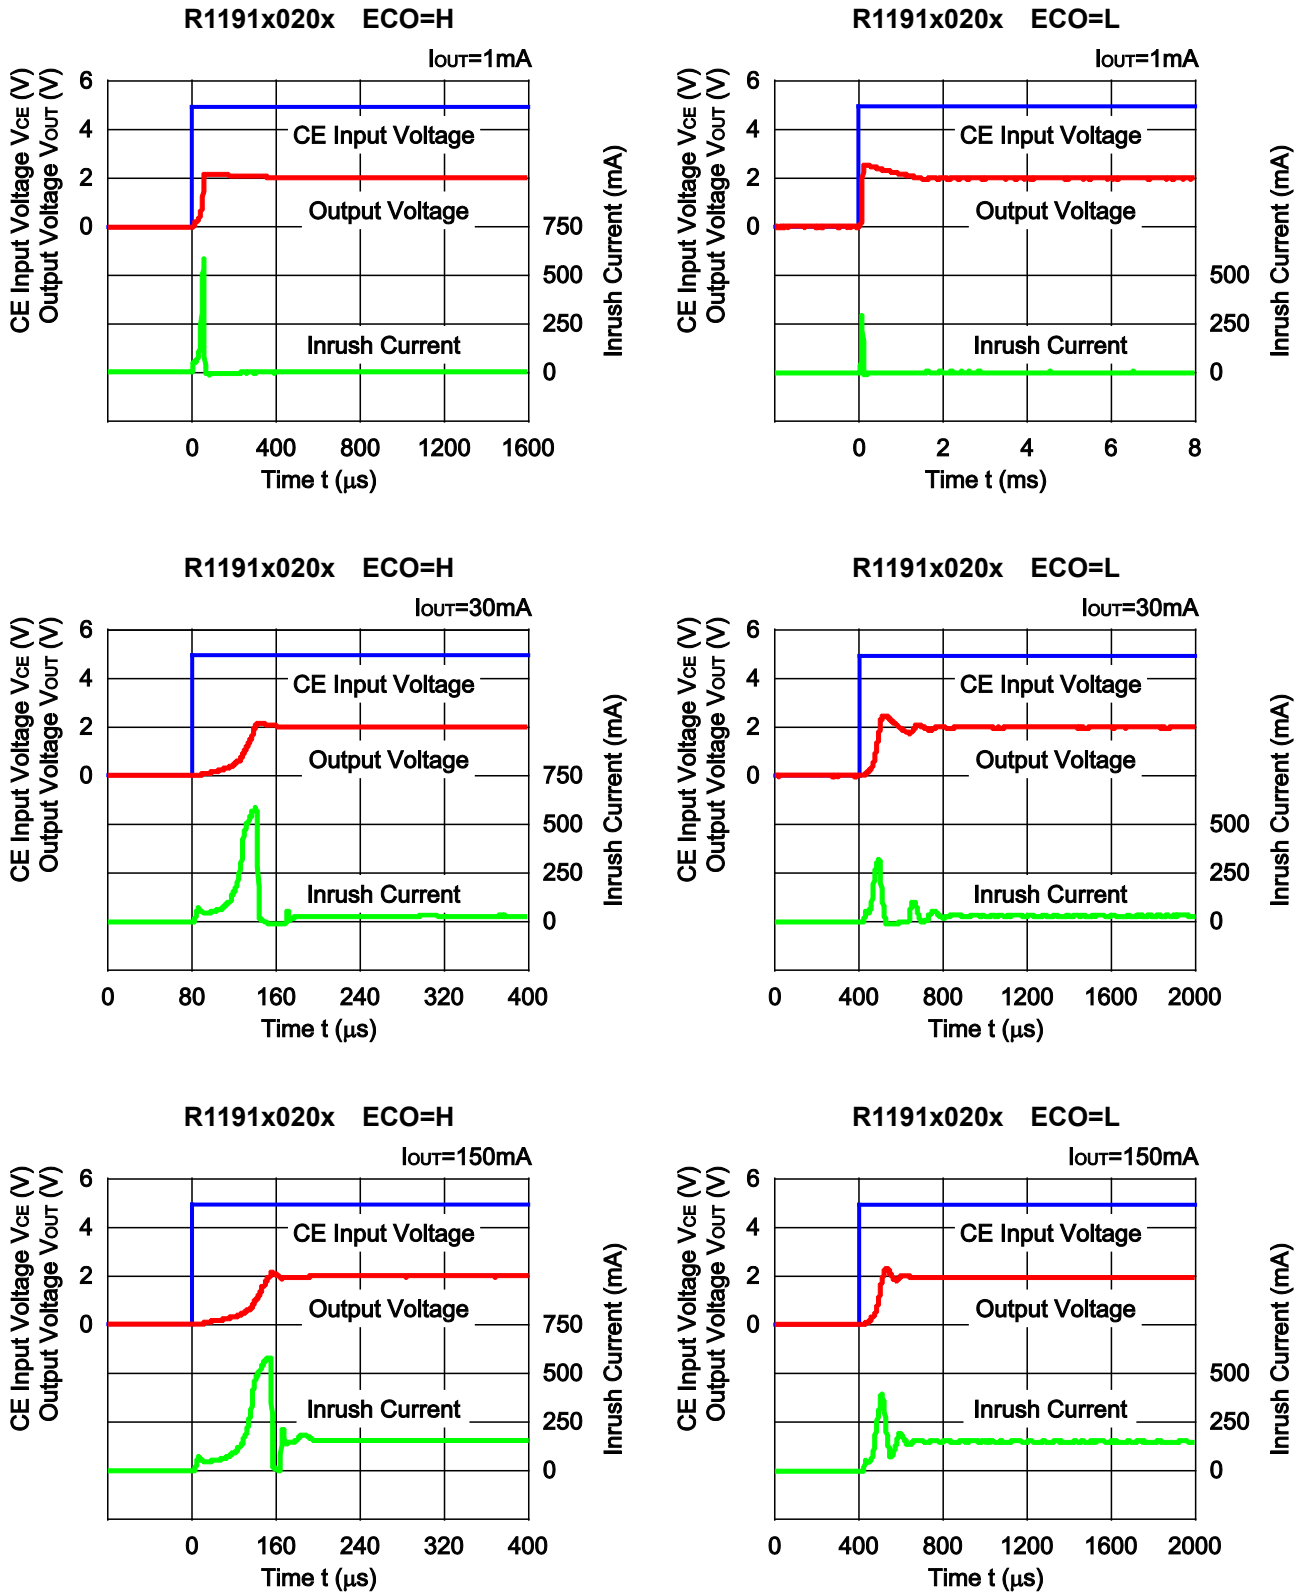 R1191x020x ECO=H
IOUT=1mA
CE Input Voltage VCE (V)
Output Voltage VOUT (V)
6
4
2
0
CE Input Voltage
Output Voltage
Inrush Current
750
500
250
0
Inrush Current (mA)
0 400 800 1200 1600
Time t (μs)
R1191x020x ECO=L
IOUT=1mA
CE Input Voltage VCE (V)
Output Voltage VOUT (V)
6
4
2
0
CE Input Voltage
Output Voltage
Inrush Current
500
250
0
Inrush Current (mA)
0 2 4 6 8
Time t (ms)
R1191x020x ECO=H
IOUT=30mA
CE Input Voltage VCE (V)
Output Voltage VOUT (V)
6
4
2
0
CE Input Voltage
Output Voltage
Inrush Current
750
500
250
0
Inrush Current (mA)
0 80 160 240 320 400
Time t (μs)
R1191x020x ECO=L
IOUT=30mA
CE Input Voltage VCE (V)
Output Voltage VOUT (V)
6
4
2
0
CE Input Voltage
Output Voltage
Inrush Current
500
250
0
Inrush Current (mA)
0 400 800 1200 1600 2000
Time t (μs)
R1191x020x ECO=H
IOUT=150mA
CE Input Voltage VCE (V)
Output Voltage VOUT (V)
6
4
2
0
CE Input Voltage
Output Voltage
Inrush Current
750
500
250
0
Inrush Current (mA)
0 160 240 320 400
Time t (μs)
R1191x020x ECO=L
IOUT=150mA
CE Input Voltage VCE (V)
Output Voltage VOUT (V)
6
4
2
0
CE Input Voltage
Output Voltage
Inrush Current
500
250
0
Inrush Current (mA)
0 400 800 1200 1600 2000
Time t (μs)